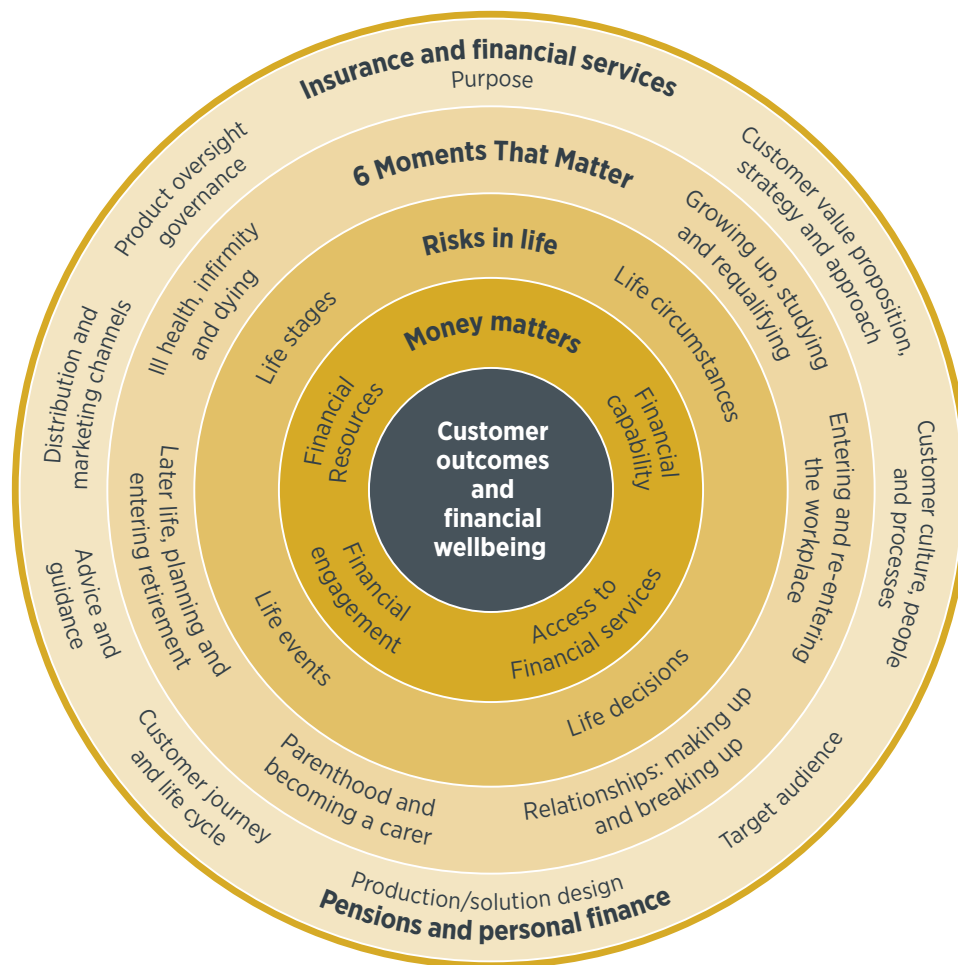 Insurance and financial services
Purpose
Customer value proposition,
strategy and approach
Customer culture, people
and processes
Target audience
Production/solution design
Pensions and personal finance
Customer journey
and life cycle
Advice and
guidance
Distribution and
marketing channels
Product oversight
governance
6 Moments That Matter
Growing up, studying
and requalifying
Entering and re-entering
the workplace
Relationships: making up
and breaking up
Parenthood and
becoming a carer
Later life, planning and
entering retirement
Ill health, infirmity
and dying
Risks in life
Life circumstances
Life decisions
Life events
Life stages
Money matters
Financial
capability
Access to
Financial services
Financial
engagement
Financial
Resources
Customer
outcomes
and
financial
wellbeing